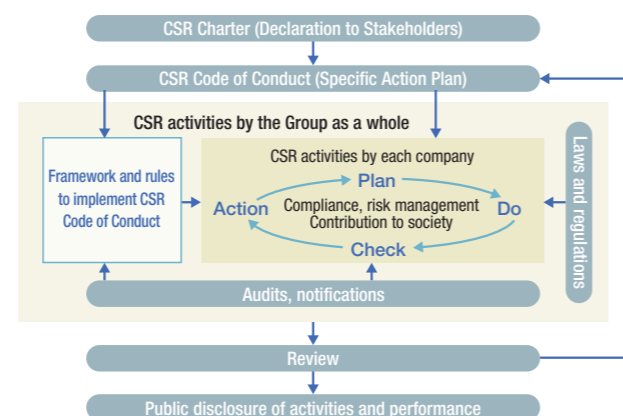 CSR Charter (Declaration to Stakeholders)
CSR Code of Conduct (Specific Action Plan)
CSR activities by the Group as a whole
Framework and rules
to implement CSR
Code of Conduct
CSR activities by each company
Plan
Action
Compliance, risk management
Contribution to society
Do
Check
Laws and regulations
Audits, notifications
Review
Public disclosure of activities and performance